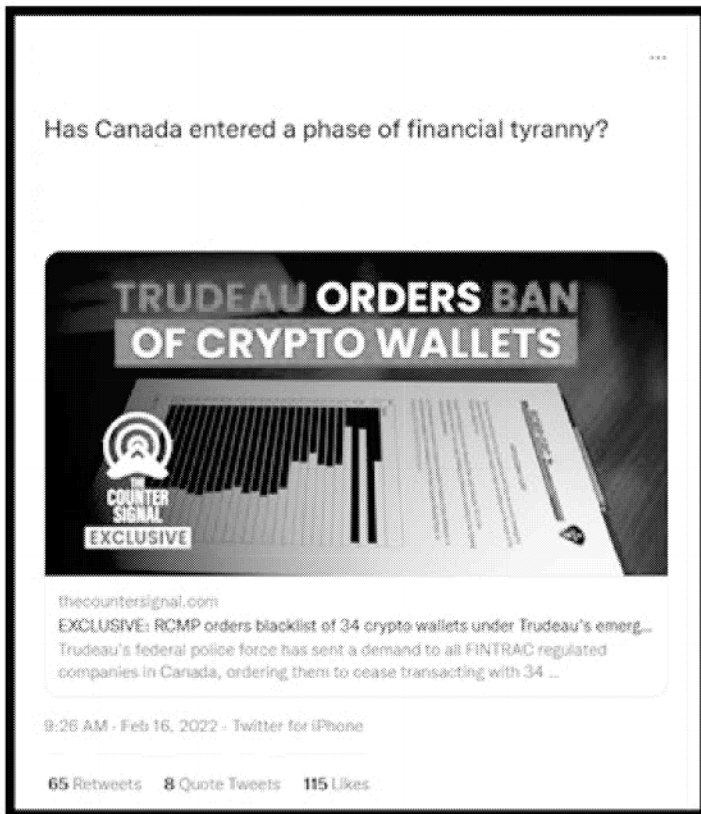 ...
Has Canada entered a phase of financial tyranny?
TRUDEAU ORDERS BAN
OF CRYPTO WALLETS
THE
COUNTER
SIGNAL
EXCLUSIVE
thecountersignal.com
EXCLUSIVE: RCMP orders blacklist of 34 crypto wallets under Trudeau's emerg...
Trudeau's federal police force has sent a demand to all FINTRAC regulated
companies in Canada, ordering them to cease transacting with 34 ...
9:26 AM · Feb 16, 2022 · Twitter for iPhone
65 Retweets 8 Quote Tweets 115 Likes